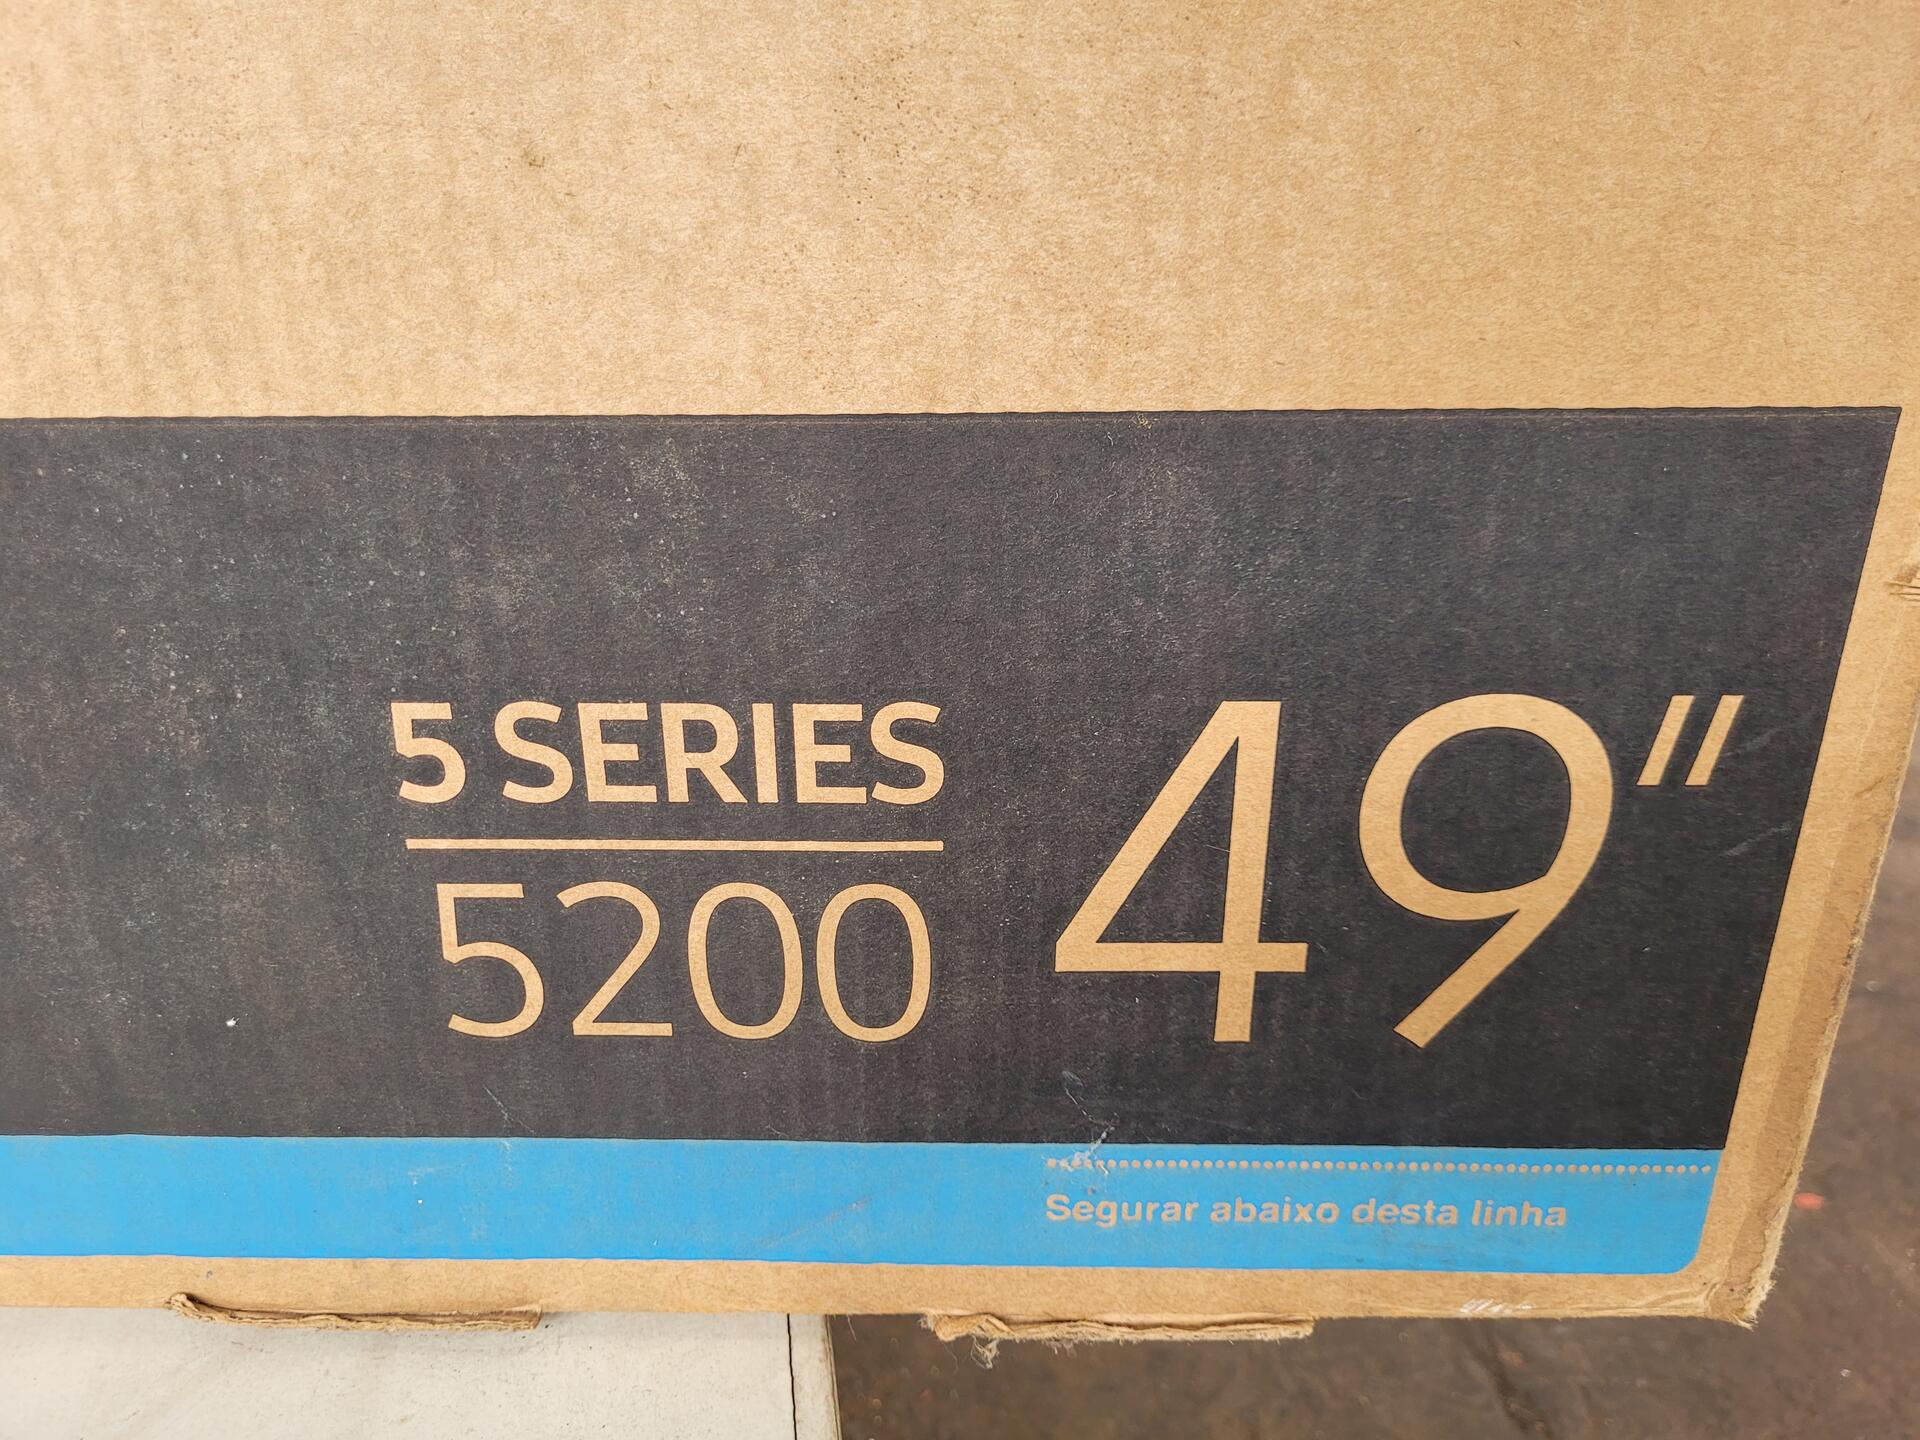 5 SERIES
5200
49"
Segurar abaixo desta linha